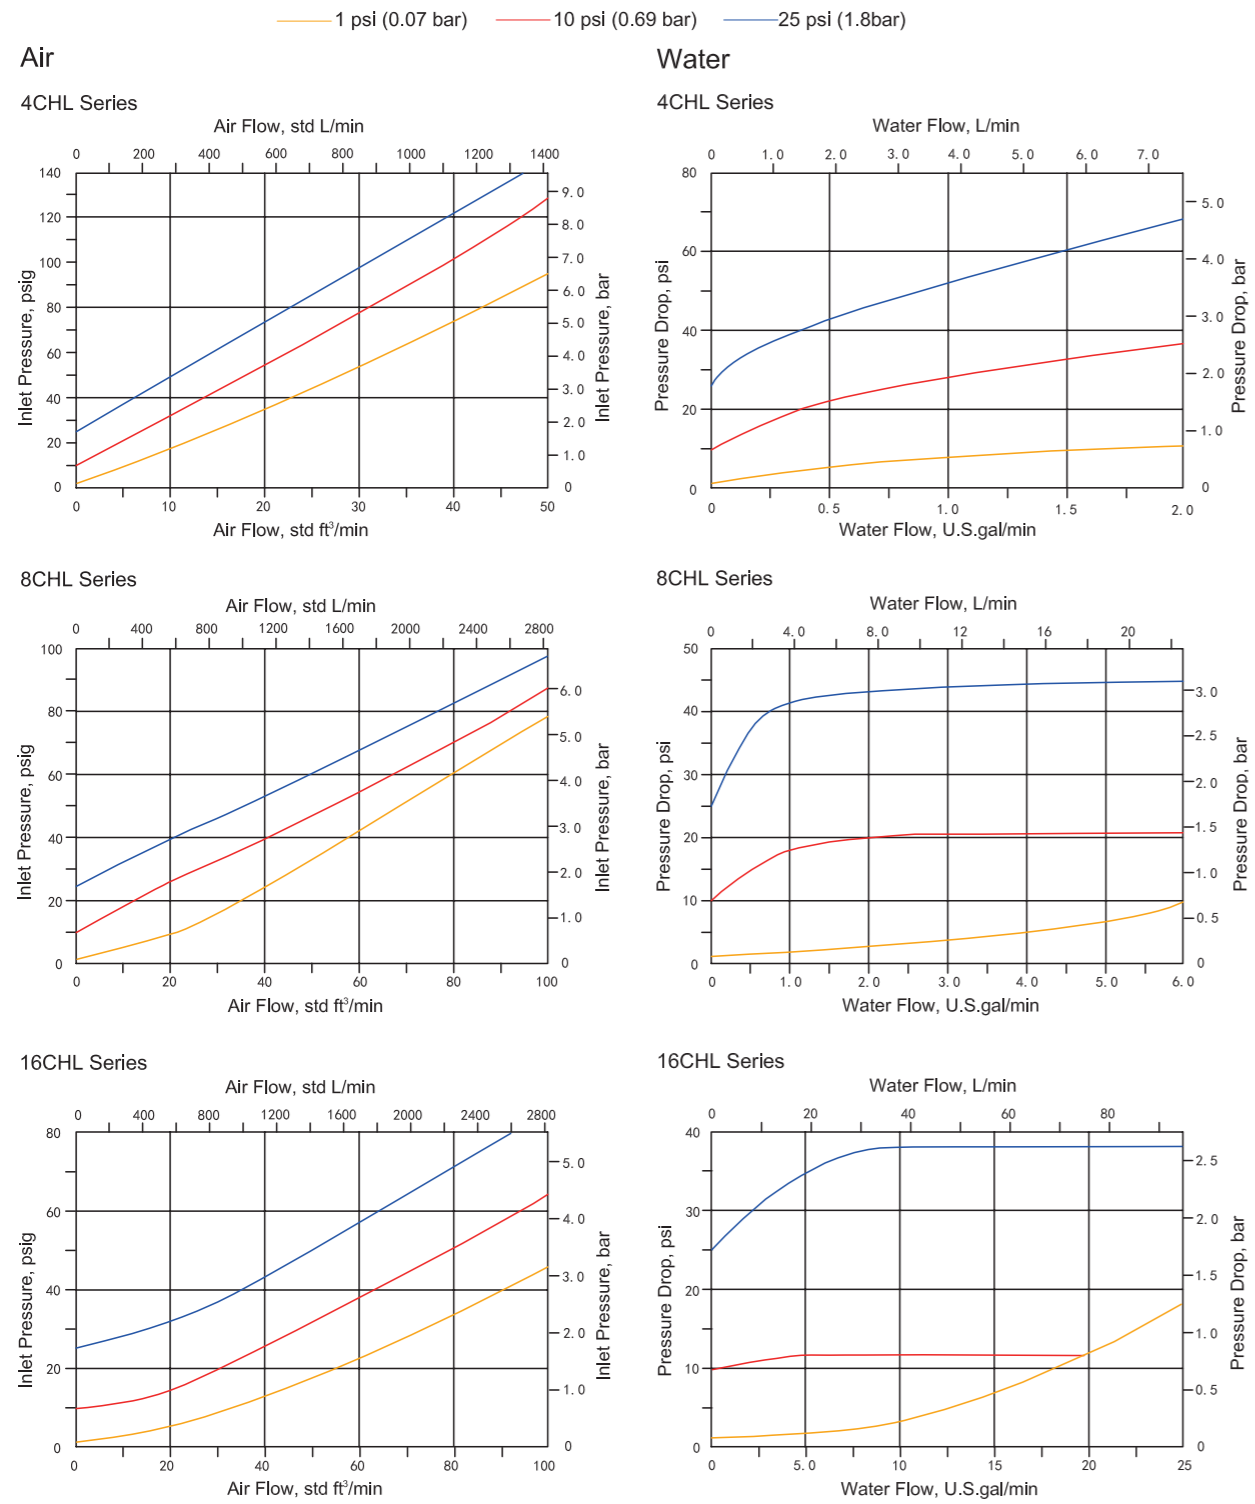 1 psi (0.07 bar) 10 psi (0.69 bar) 25 psi (1.8bar)
Air
4CHL Series
Air Flow, std L/min
0 200 400 600 800 1000 1200 1400
140
120
100
80
60
40
20
0
Inlet Pressure, psig
9.0
8.0
7.0
6.0
5.0
4.0
3.0
2.0
1.0
0
Inlet Pressure, bar
0 10 20 30 40 50
Air Flow, std ft³/min
Water
4CHL Series
Water Flow, L/min
0 1.0 2.0 3.0 4.0 5.0 6.0 7.0
80
60
40
20
0
Pressure Drop, psi
5.0
4.0
3.0
2.0
1.0
0
Pressure Drop, bar
0 0.5 1.0 1.5 2.0
Water Flow, U.S.gal/min
8CHL Series
Air Flow, std L/min
0 400 800 1200 1600 2000 2400 2800
100
80
60
40
20
0
Inlet Pressure, psig
6.0
5.0
4.0
3.0
2.0
1.0
0
Inlet Pressure, bar
0 20 40 60 80 100
Air Flow, std ft³/min
8CHL Series
Water Flow, L/min
0 4.0 8.0 12 16 20
50
40
30
20
10
0
Pressure Drop, psi
3.0
2.5
2.0
1.5
1.0
0.5
0
Pressure Drop, bar
0 1.0 2.0 3.0 4.0 5.0 6.0
Water Flow, U.S.gal/min
16CHL Series
Air Flow, std L/min
0 400 800 1200 1600 2000 2400 2800
80
60
40
20
0
Inlet Pressure, psig
5.0
4.0
3.0
2.0
1.0
0
Inlet Pressure, bar
0 20 40 60 80 100
Air Flow, std ft³/min
16CHL Series
Water Flow, L/min
0 20 40 60 80
40
30
20
10
0
Pressure Drop, psi
2.5
2.0
1.5
1.0
0.5
0
Pressure Drop, bar
0 5.0 10 15 20 25
Water Flow, U.S.gal/min